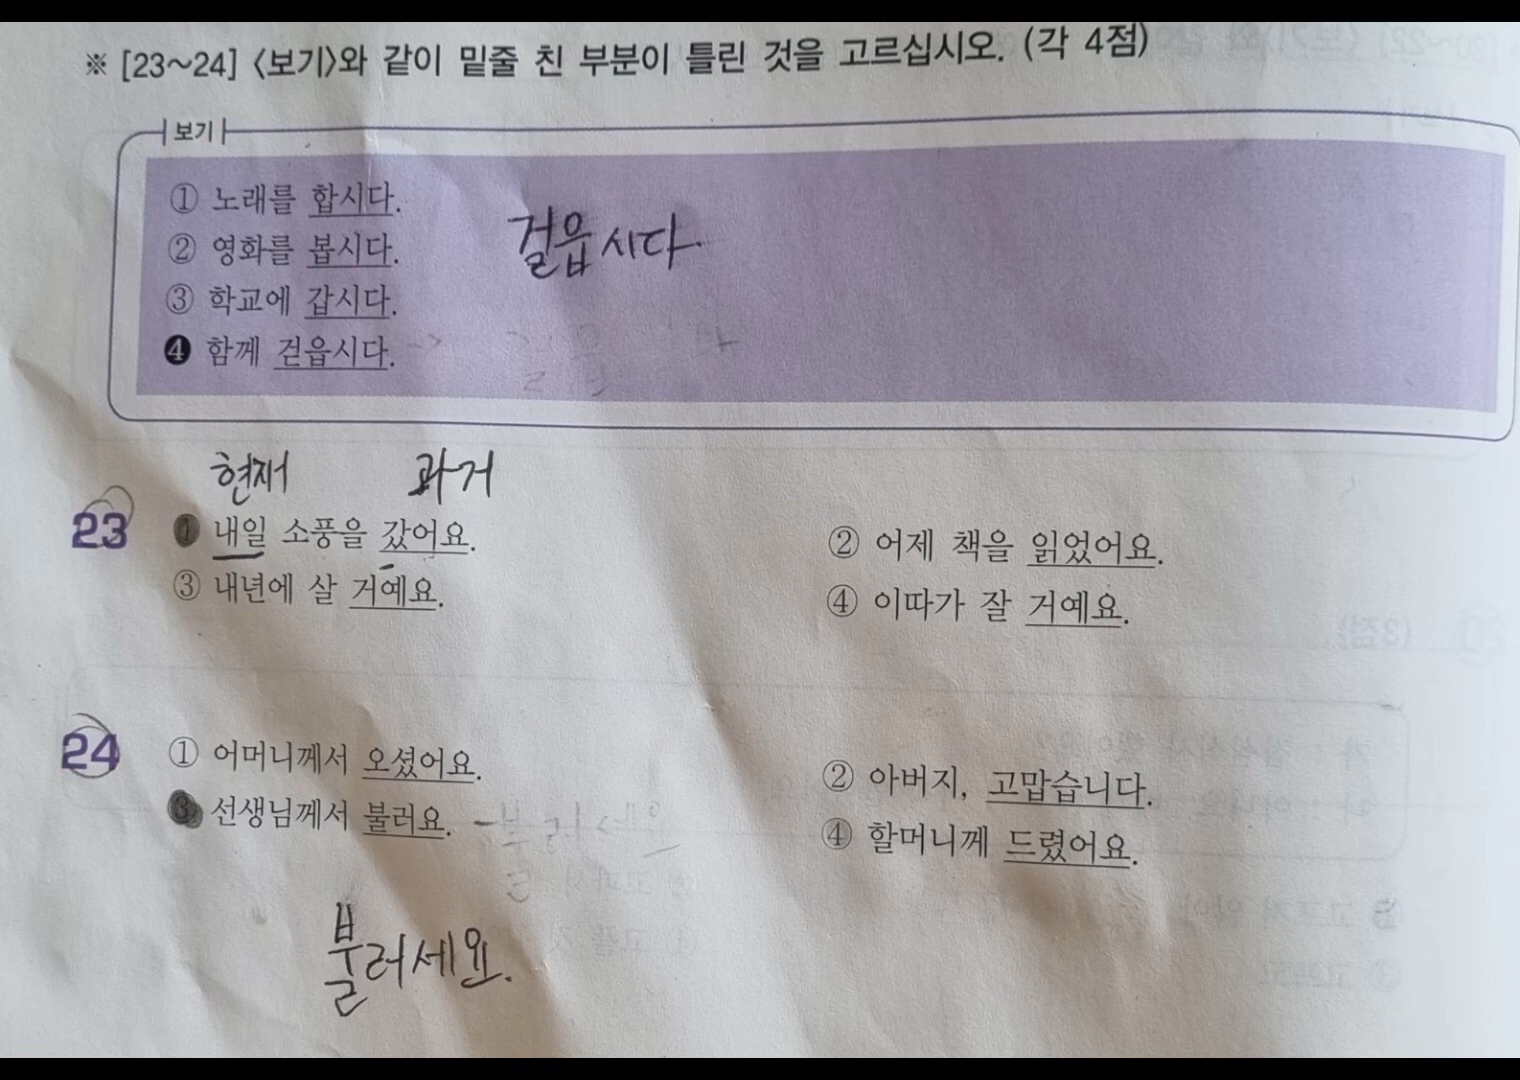 ※ [23~24] <보기>와 같이 밑줄 친 부분이 틀린 것을 고르십시오. (각 4점)
보기
① 노래를 합시다.
② 영화를 봅시다.
③ 학교에 갑시다.
❹ 함께 걷읍시다.
걸읍시다.
현재 과거
23 ① 내일 소풍을 갔어요.
② 어제 책을 읽었어요.
③ 내년에 살 거예요.
④ 이따가 잘 거예요.
24 ① 어머니께서 오셨어요.
② 아버지, 고맙습니다.
③ 선생님께서 불러요.
④ 할머니께 드렸어요.
불러세요.